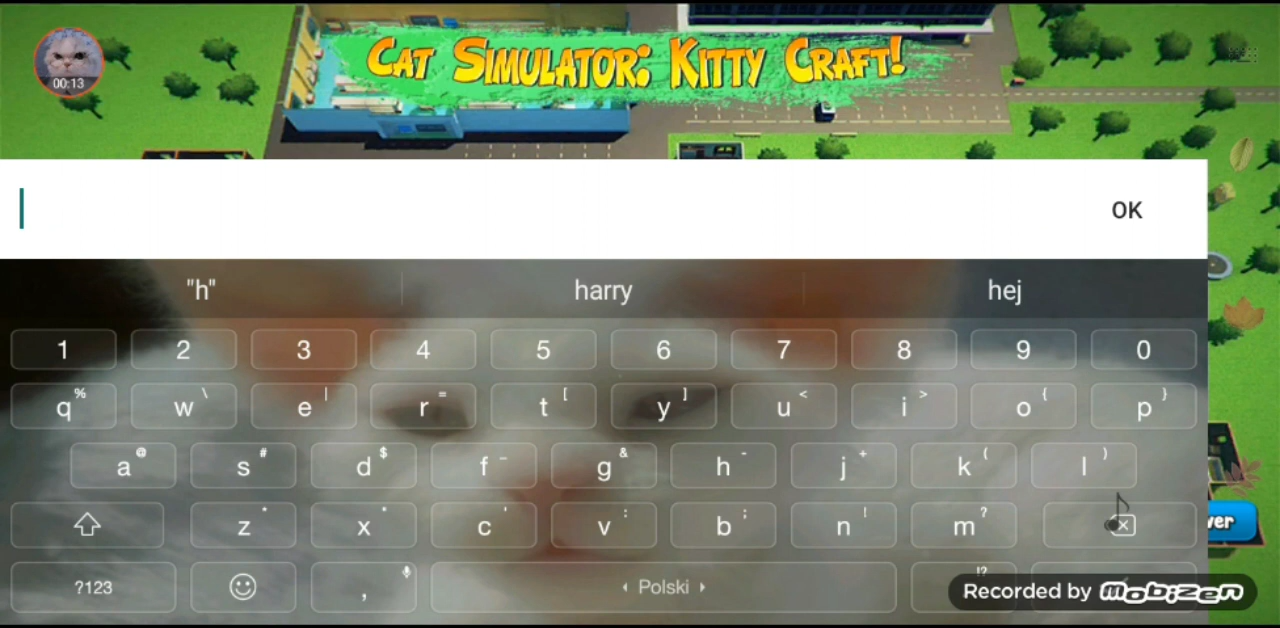 CAT SIMULATOR: KITTY CRAFT!
00:13
OK
"h" harry hej
1 2 3 4 5 6 7 8 9 0
q % w \ e | r = t [ y ] u < i > o { p }
a @ s # d $ f _ g & h - j + k ( l )
z x c ' v : b ; n ! m ?
ver
?123 , Polski !?
Recorded by mobizen